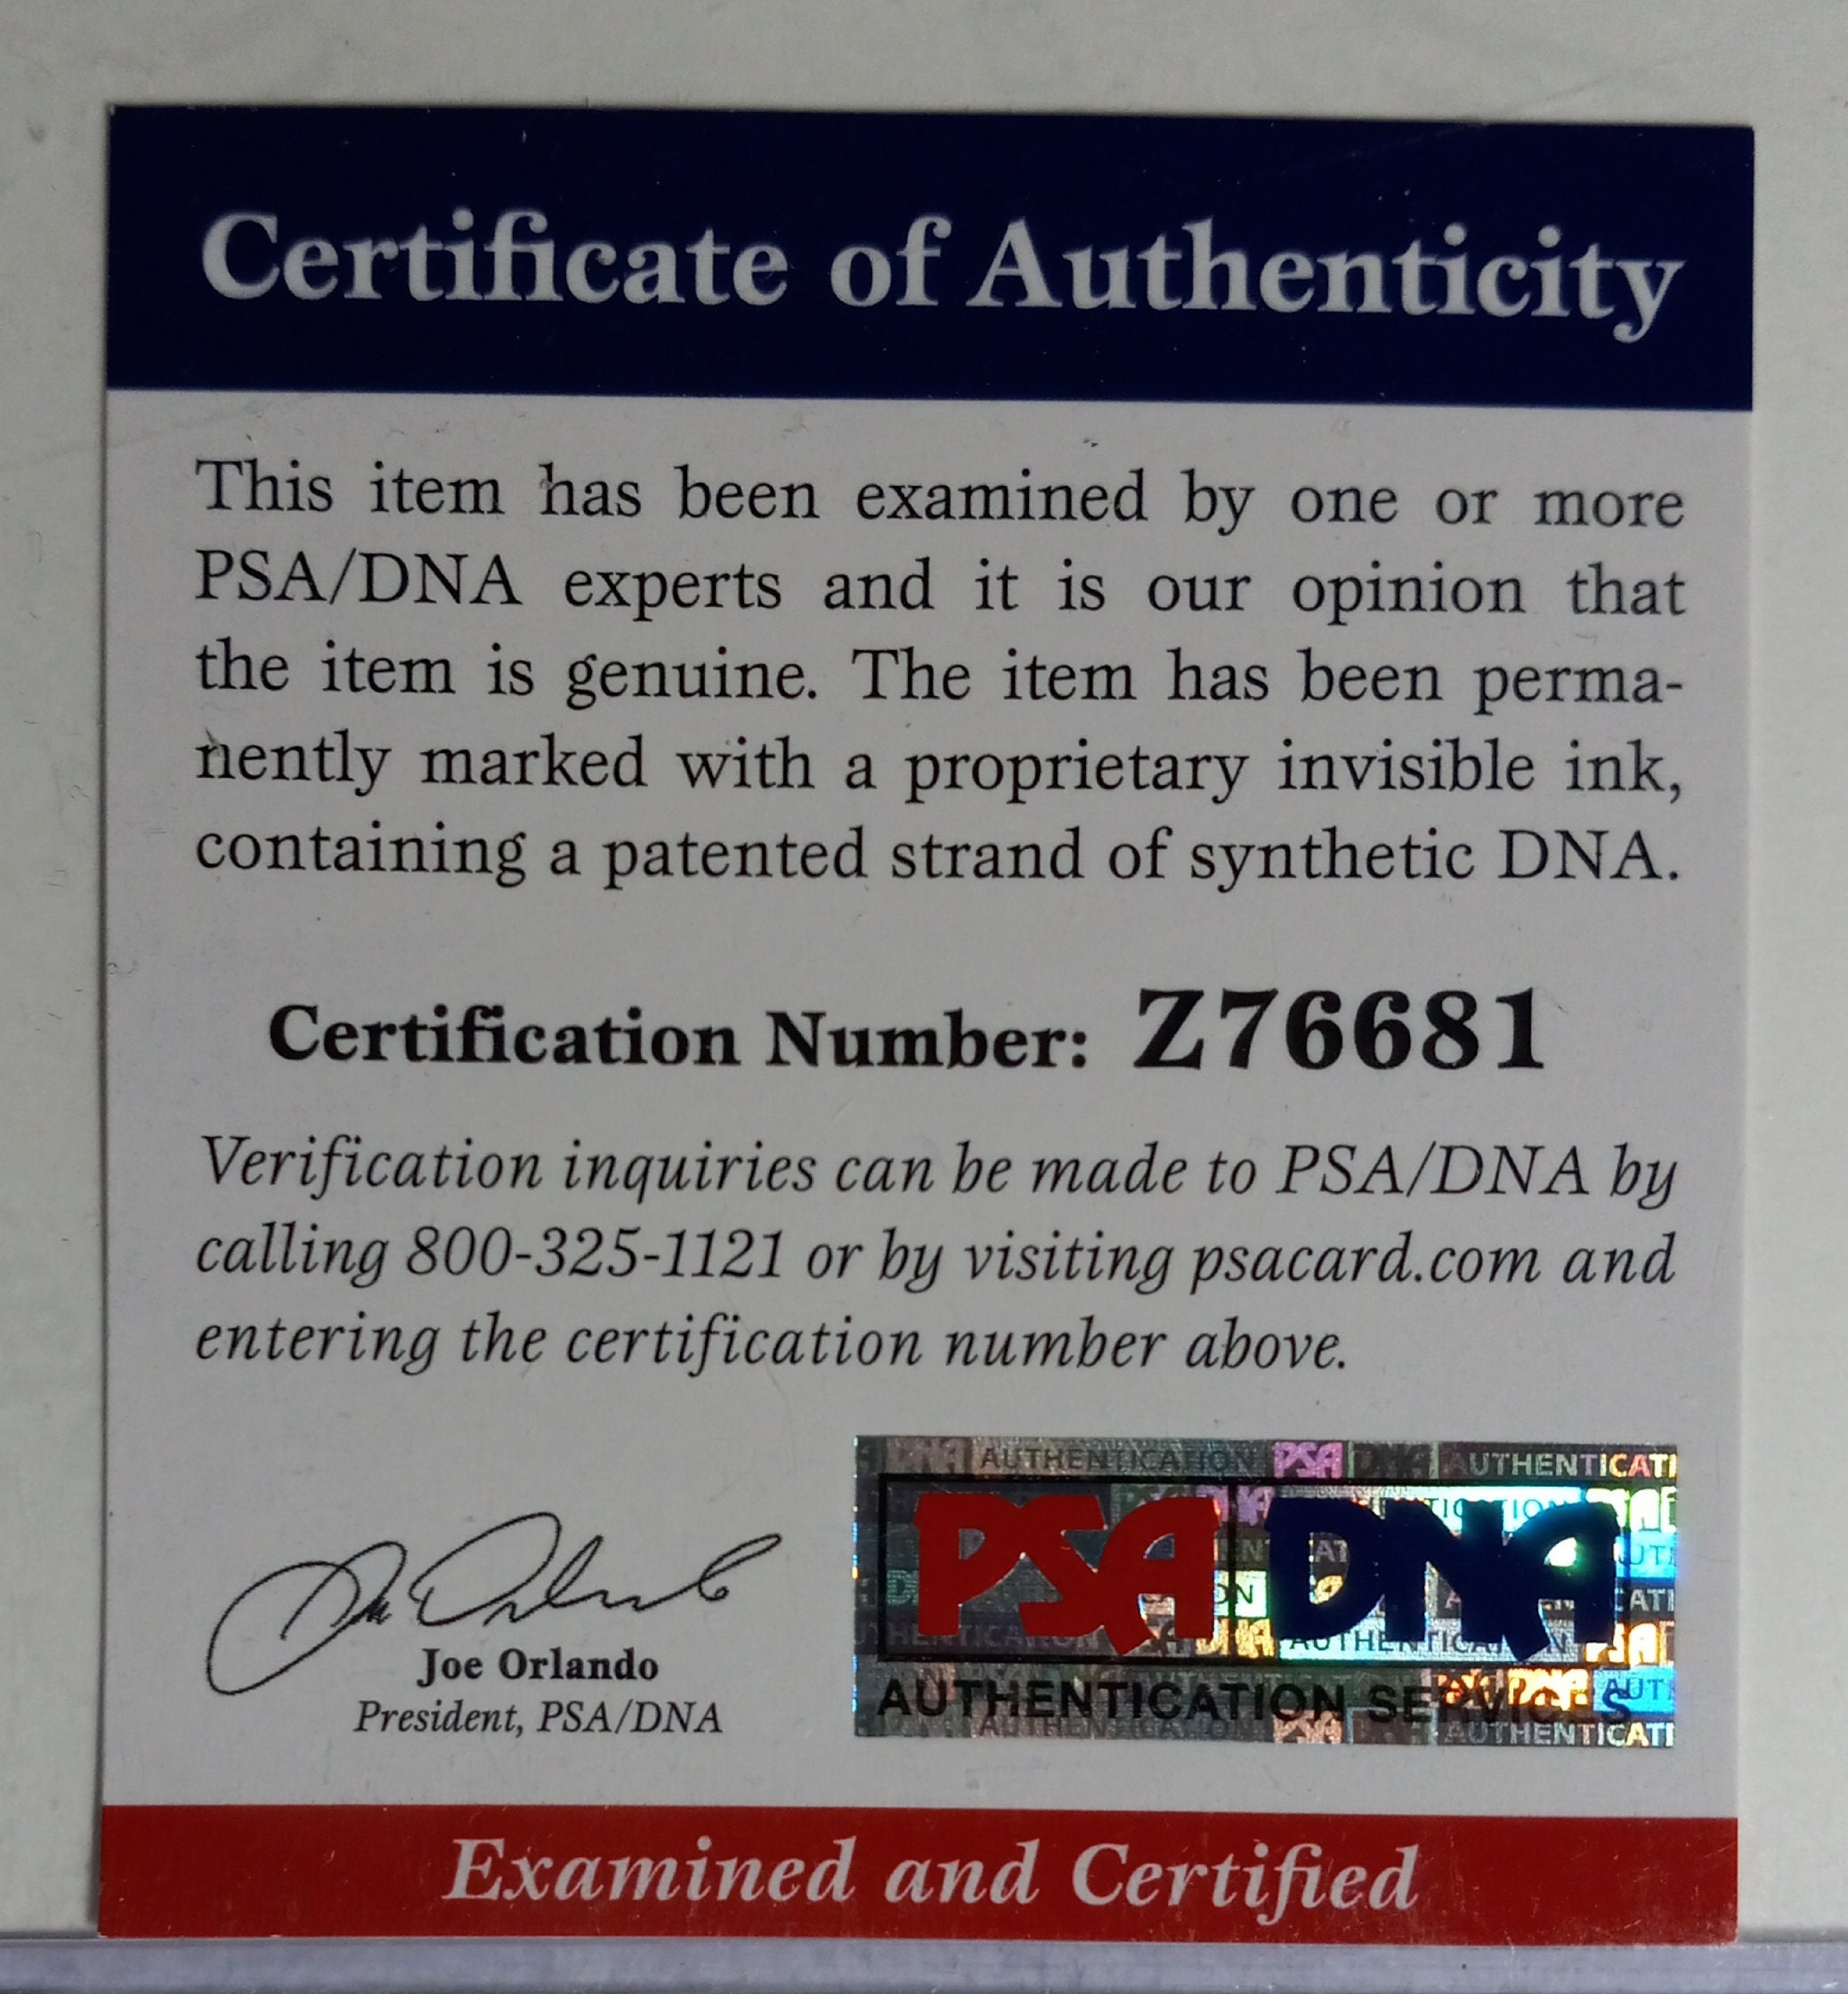 Certificate of Authenticity
This item has been examined by one or more
PSA/DNA experts and it is our opinion that
the item is genuine. The item has been perma-
nently marked with a proprietary invisible ink,
containing a patented strand of synthetic DNA.
Certification Number: Z76681
Verification inquiries can be made to PSA/DNA by
calling 800-325-1121 or by visiting psacard.com and
entering the certification number above.
Joe Orlando
President, PSA/DNA
PSA DNA
AUTHENTICATION SERVICES
Examined and Certified